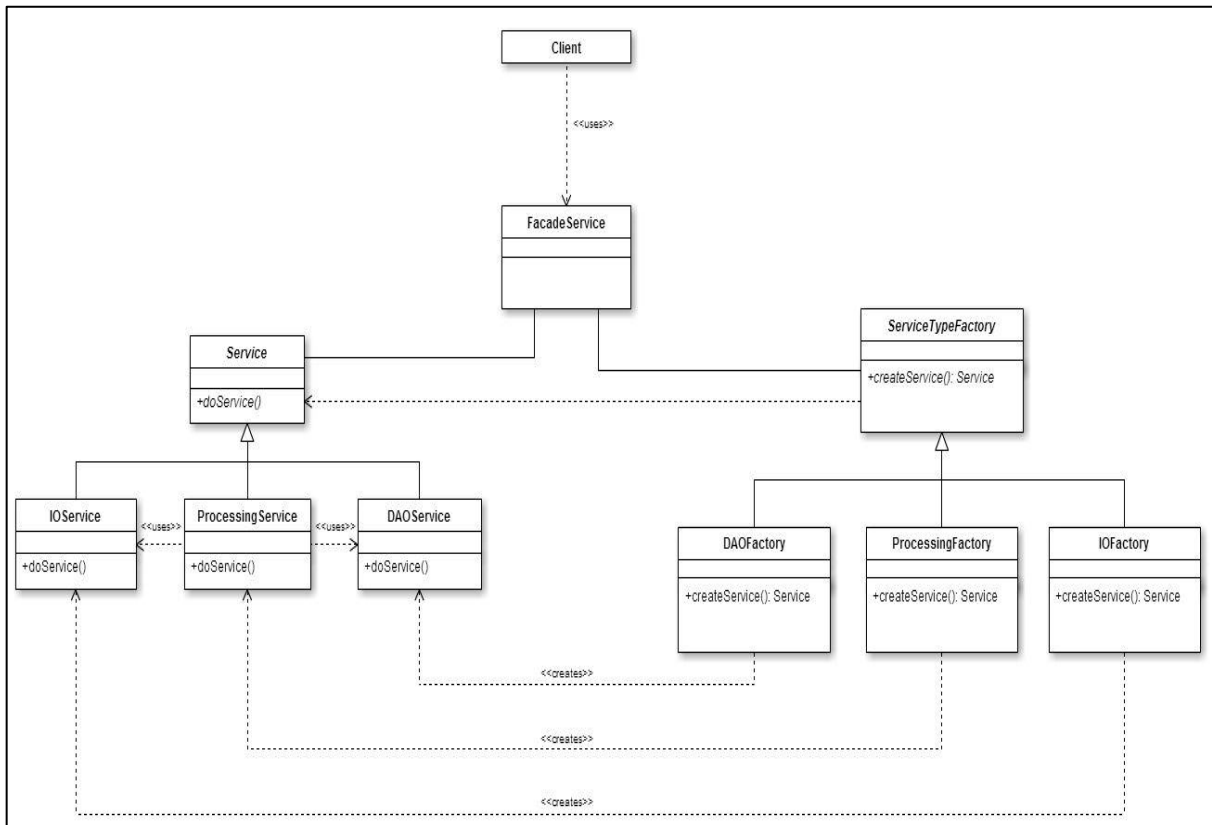 Client
<<uses>>
FacadeService
ServiceTypeFactory
+createService(): Service
Service
+doService()
IOService
+doService()
<<uses>>
ProcessingService
+doService()
<<uses>>
DAOService
+doService()
DAOFactory
+createService(): Service
ProcessingFactory
+createService(): Service
IOFactory
+createService(): Service
<<creates>>
<<creates>>
<<creates>>